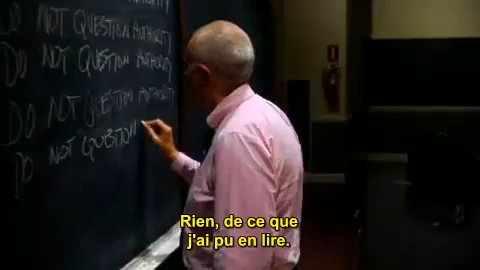 NOT QUESTION AUTHORITY
DO NOT QUESTION AUTHORITY
DO NOT QUESTION AUTHORITY
DO NOT QUESTION
Rien, de ce que
j'ai pu en lire.